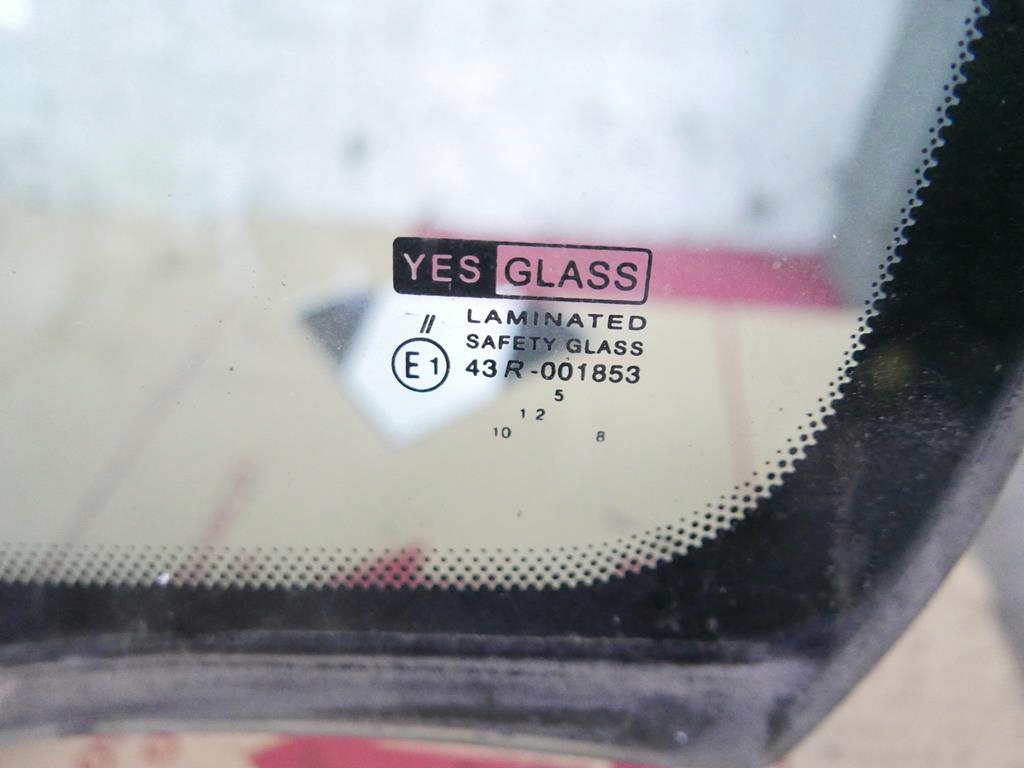 YES GLASS
//
LAMINATED
SAFETY GLASS
E1 43R-001853
5
1 2
10 8